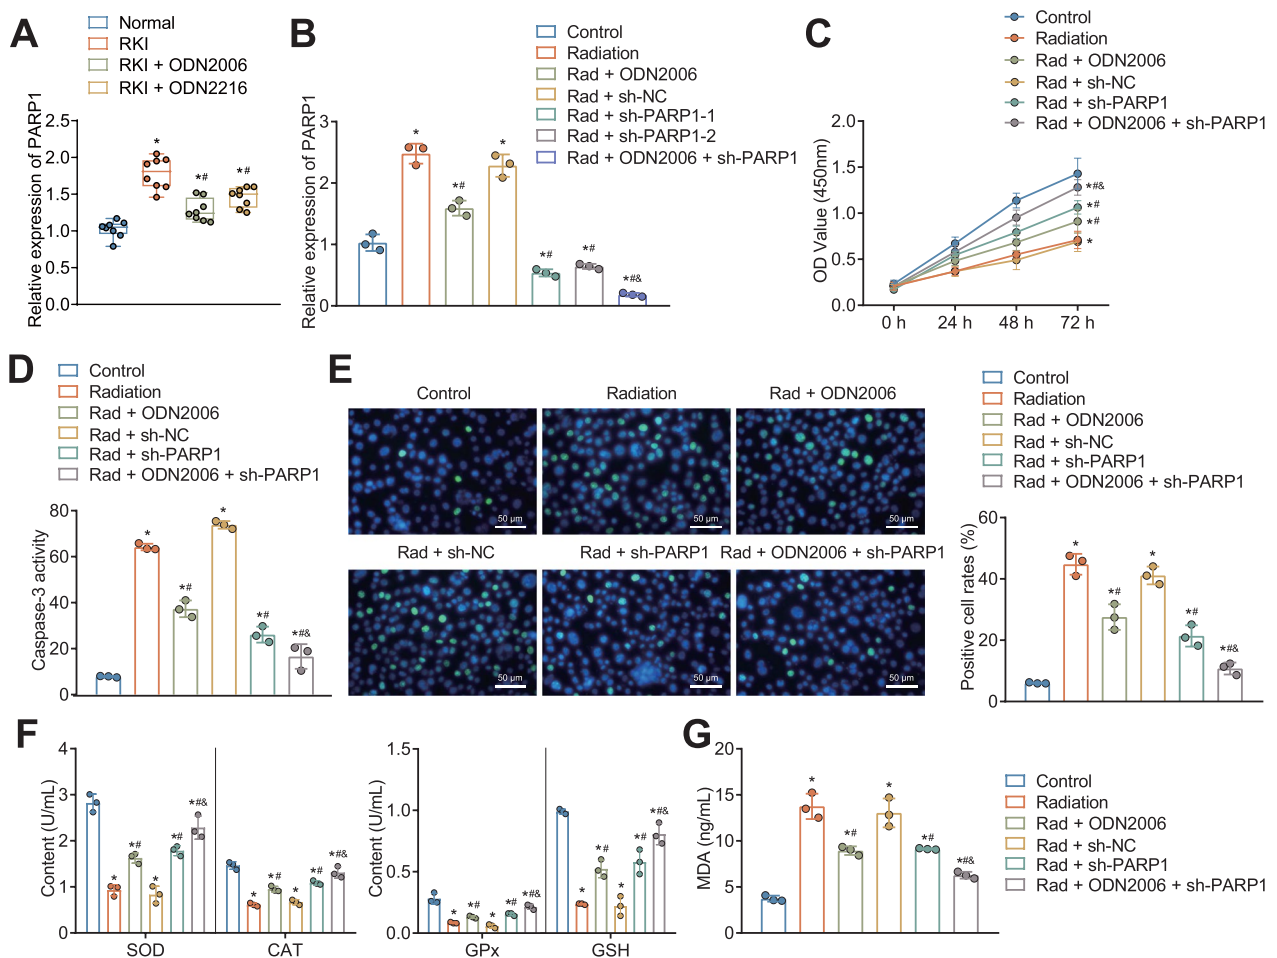 A
Normal
RKI
RKI + ODN2006
RKI + ODN2216
Relative expression of PARP1
2.5
2.0
1.5
1.0
0.5
0.0
*
*#
*#
B
Control
Radiation
Rad + ODN2006
Rad + sh-NC
Rad + sh-PARP1-1
Rad + sh-PARP1-2
Rad + ODN2006 + sh-PARP1
Relative expression of PARP1
3
2
1
0
*
*#
*
*#
*#
*#&
C
Control
Radiation
Rad + ODN2006
Rad + sh-NC
Rad + sh-PARP1
Rad + ODN2006 + sh-PARP1
OD Value (450nm)
2.0
1.5
1.0
0.5
0.0
*#&
*#
*#
*
0 h 24 h 48 h 72 h
D
Control
Radiation
Rad + ODN2006
Rad + sh-NC
Rad + sh-PARP1
Rad + ODN2006 + sh-PARP1
Caspase-3 activity
80
60
40
20
0
*
*#
*
*#
*#&
E
Control Radiation Rad + ODN2006
50 µm 50 µm 50 µm
Rad + sh-NC Rad + sh-PARP1 Rad + ODN2006 + sh-PARP1
50 µm 50 µm 50 µm
Control
Radiation
Rad + ODN2006
Rad + sh-NC
Rad + sh-PARP1
Rad + ODN2006 + sh-PARP1
Positive cell rates (%)
60
40
20
0
*
*#
*
*#
*#&
F
Content (U/mL)
4
3
2
1
0
*
*#
*
*#
*#&
*
*#
*
*#
*#&
SOD CAT
Content (U/mL)
1.5
1.0
0.5
0.0
*
*#
*
*#
*#&
*
*#
*
*#
*#&
GPx GSH
G
MDA (ng/mL)
20
15
10
5
0
*
*#
*
*#
*#&
Control
Radiation
Rad + ODN2006
Rad + sh-NC
Rad + sh-PARP1
Rad + ODN2006 + sh-PARP1